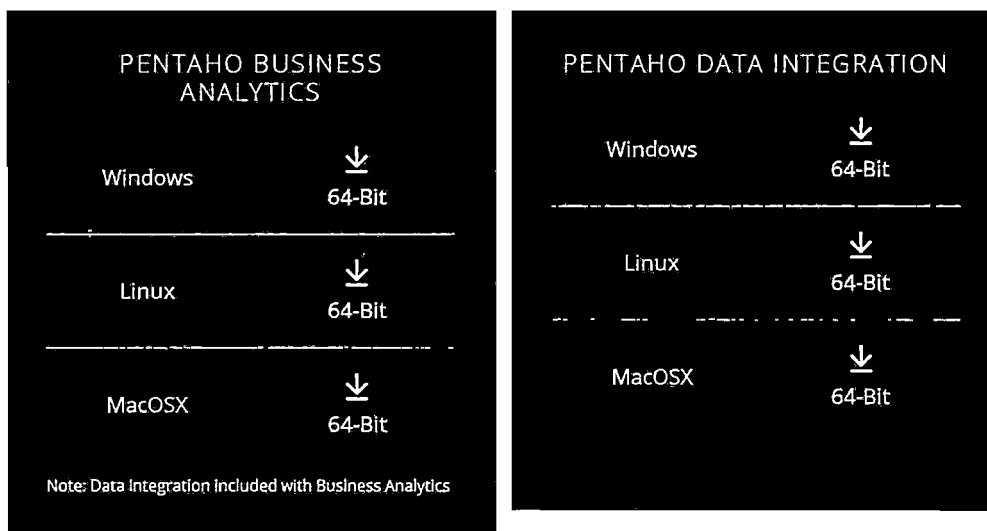 PENTAHO BUSINESS
ANALYTICS
Windows
64-Bit
Linux
64-Bit
MacOSX
64-Bit
Note: Data Integration Included with Business Analytics
PENTAHO DATA INTEGRATION
Windows
64-Bit
Linux
64-Bit
MacOSX
64-Bit